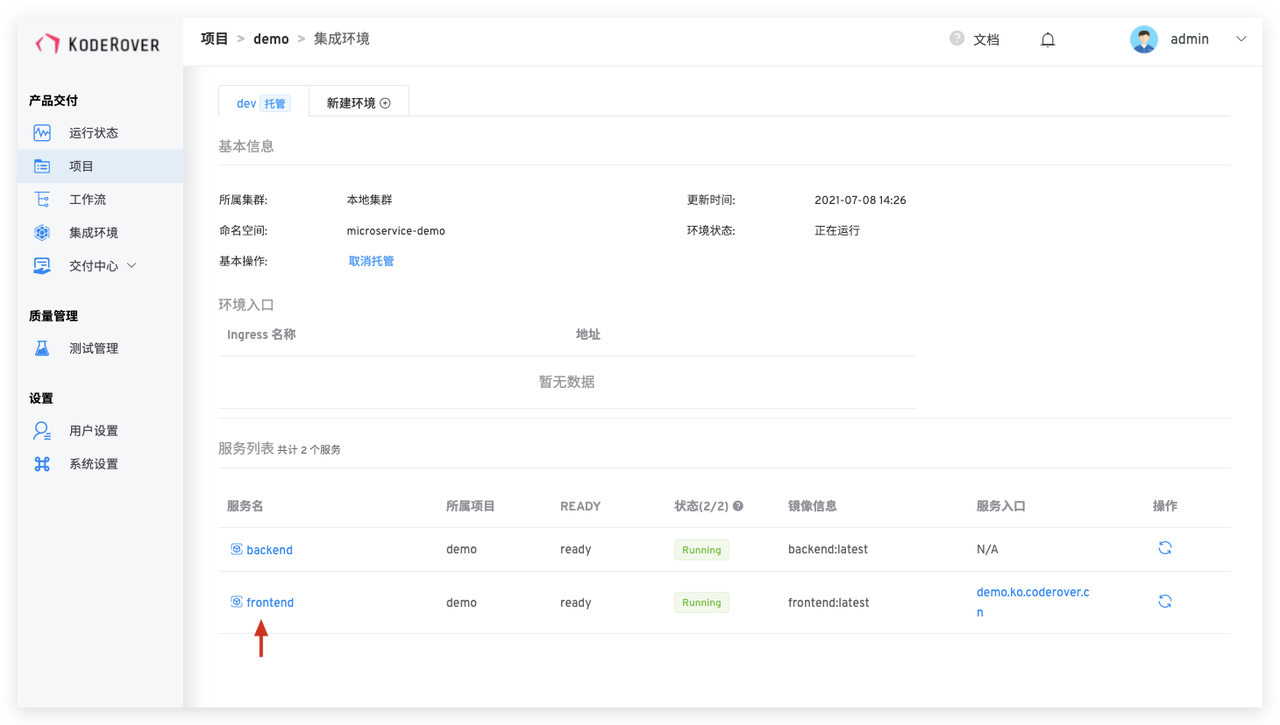 KODEROVER
项目 > demo > 集成环境
? 文档
admin
产品交付
运行状态
项目
工作流
集成环境
交付中心
质量管理
测试管理
设置
用户设置
系统设置
dev 托管
新建环境
基本信息
所属集群: 本地集群 更新时间: 2021-07-08 14:26
命名空间: microservice-demo 环境状态: 正在运行
基本操作: 取消托管
环境入口
Ingress 名称 地址
暂无数据
服务列表 共计 2 个服务
服务名 所属项目 READY 状态(2/2) ? 镜像信息 服务入口 操作
backend demo ready Running backend:latest N/A
frontend demo ready Running frontend:latest demo.ko.coderover.c
n